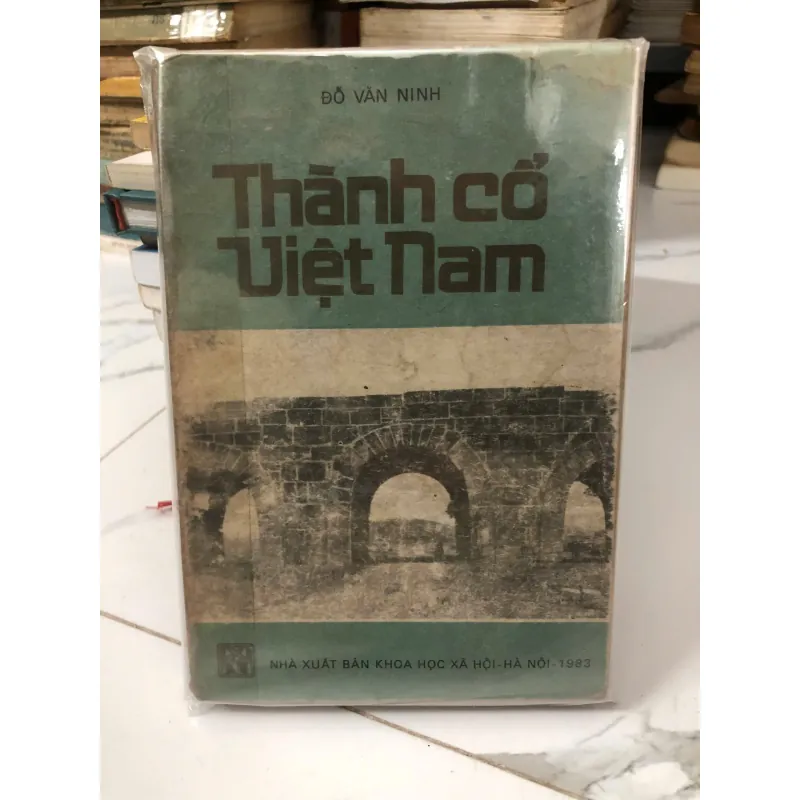 ĐỖ VĂN NINH
Thành cổ
Việt Nam
NHÀ XUẤT BẢN KHOA HỌC XÃ HỘI - HÀ NỘI - 1983